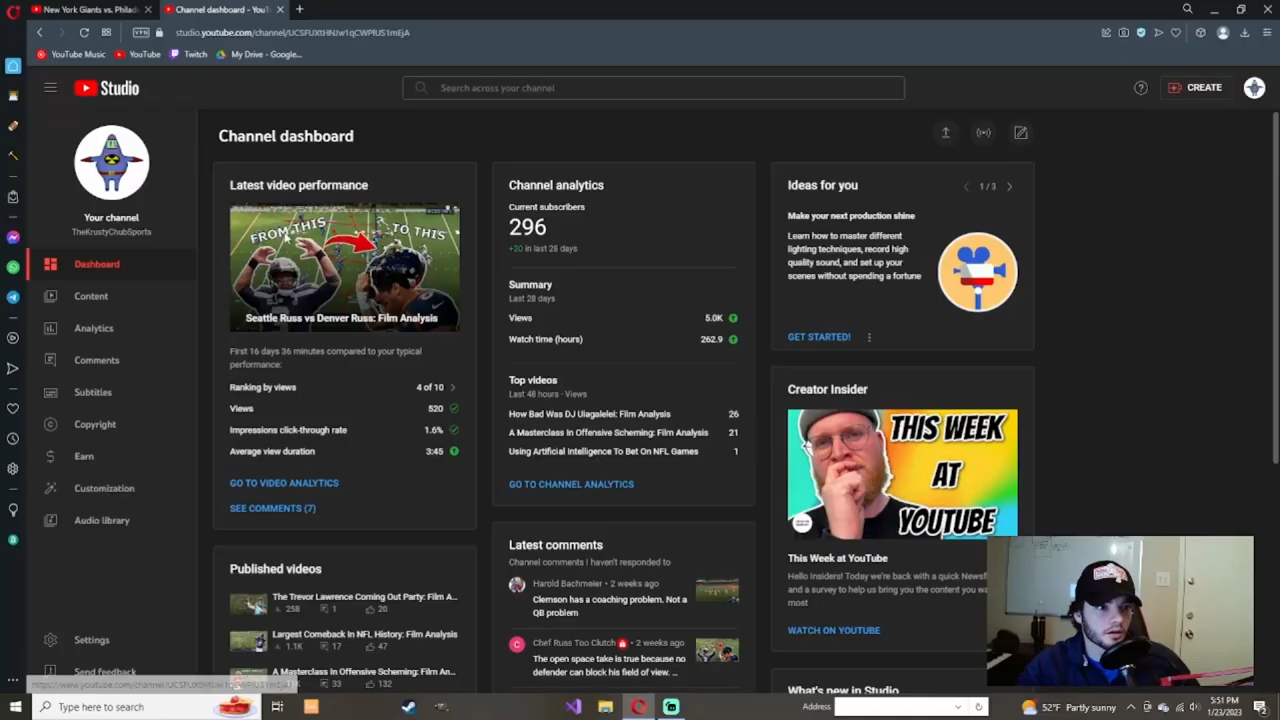 New York Giants vs. Philad
Channel dashboard - YouT
VPN
studio.youtube.com/channel/
YouTube Music
YouTube
Twitch
My Drive - Google...
Studio
Search across your channel
CREATE
Your channel
TheKrustyChubSports
Dashboard
Content
Analytics
Comments
Subtitles
Copyright
Earn
Customization
Audio library
Settings
Send feedback
Channel dashboard
Latest video performance
FROM THIS
TO THIS
Seattle Russ vs Denver Russ: Film Analysis
First 16 days 36 minutes compared to your typical
performance:
Ranking by views 4 of 10
Views 520
Impressions click-through rate 1.6%
Average view duration 3:45
GO TO VIDEO ANALYTICS
SEE COMMENTS (7)
Published videos
The Trevor Lawrence Coming Out Party: Film A...
258 1 20
Largest Comeback In NFL History: Film Analysis
1.1K 17 47
A Masterclass In Offensive Scheming: Film A...
33 132
Channel analytics
Current subscribers
296
+20 in last 28 days
Summary
Last 28 days
Views 5.0K
Watch time (hours) 262.9
Top videos
Last 48 hours · Views
How Bad Was DJ Uiagalelei: Film Analysis 26
A Masterclass In Offensive Scheming: Film Analysis 21
Using Artificial Intelligence To Bet On NFL Games 1
GO TO CHANNEL ANALYTICS
Latest comments
Channel comments I haven't responded to
Harold Bachmeier • 2 weeks ago
Clemson has a coaching problem. Not a
QB problem
C
Chef Russ Too Clutch • 2 weeks ago
The open space take is true because no
defender can block his field of view. ...
Ideas for you
1 / 3
Make your next production shine
Learn how to master different
lighting techniques, record high
quality sound, and set up your
scenes without spending a fortune
GET STARTED!
Creator Insider
THIS WEEK
AT
YOUTUBE
This Week at YouTube
Hello Insiders! Today we're back with a quick Newsf
and a survey to help us bring you the content you wa
most
WATCH ON YOUTUBE
What's new in Studio
Type here to search
Address
52°F Partly sunny
5:51 PM
1/23/2023